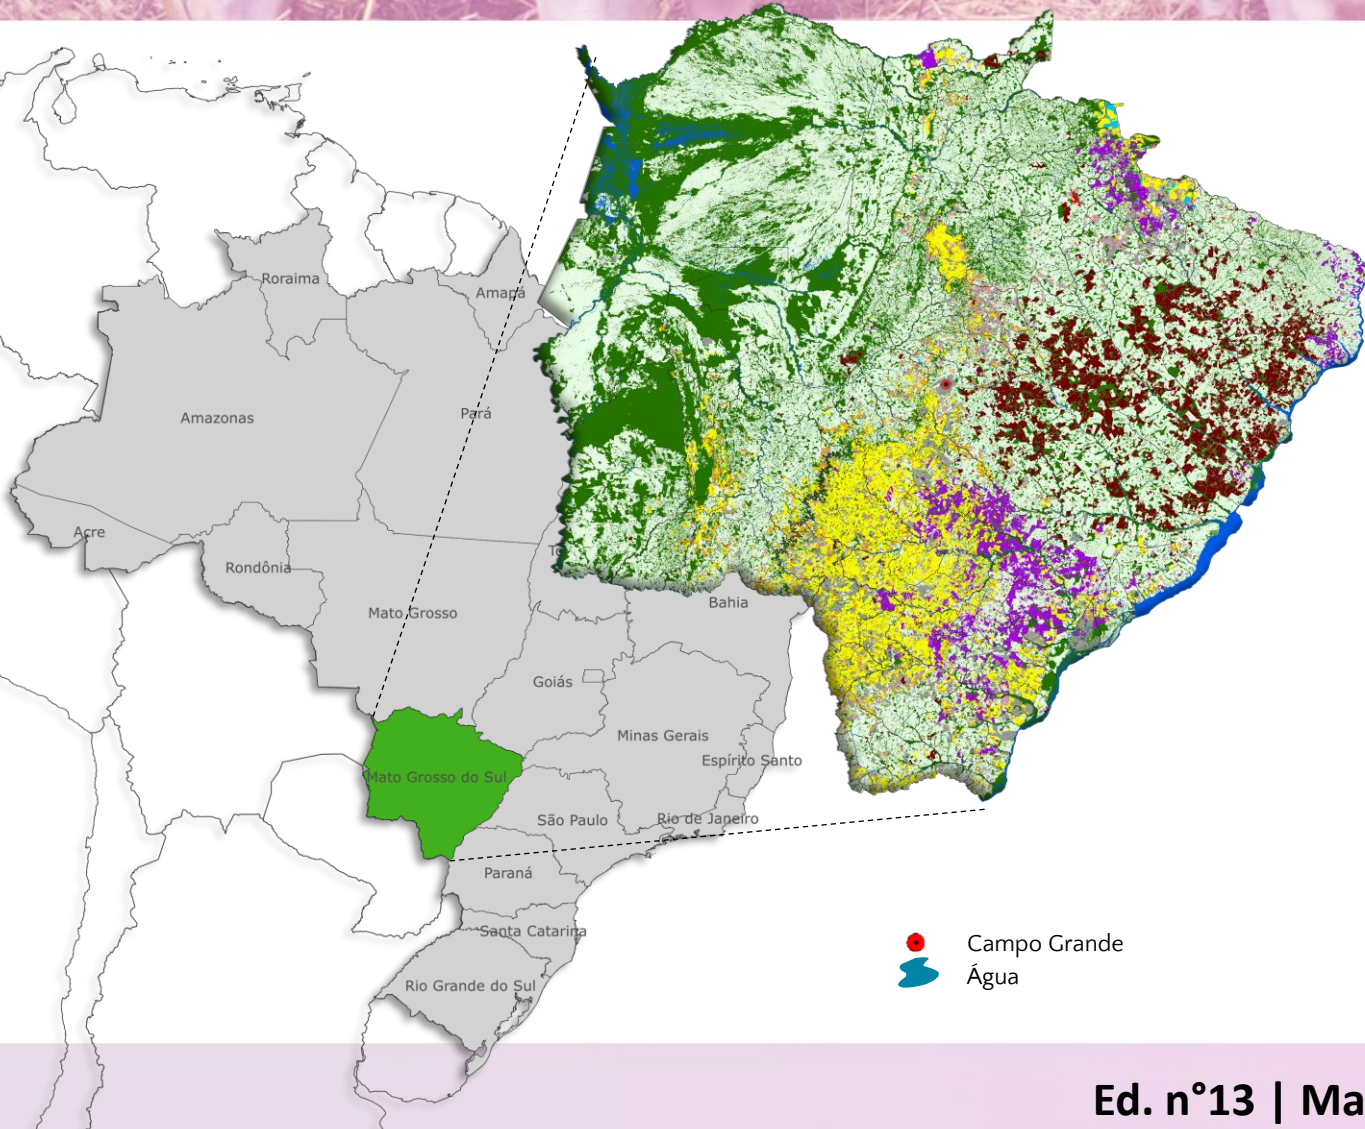 Roraima
Amapá
Amazonas
Pará
Acre
Rondônia
Mato Grosso
Bahia
Goiás
Minas Gerais
Espírito Santo
Mato Grosso do Sul
São Paulo
Rio de Janeiro
Paraná
Santa Catarina
Rio Grande do Sul
Campo Grande
Água
Ed. n°13 | Ma